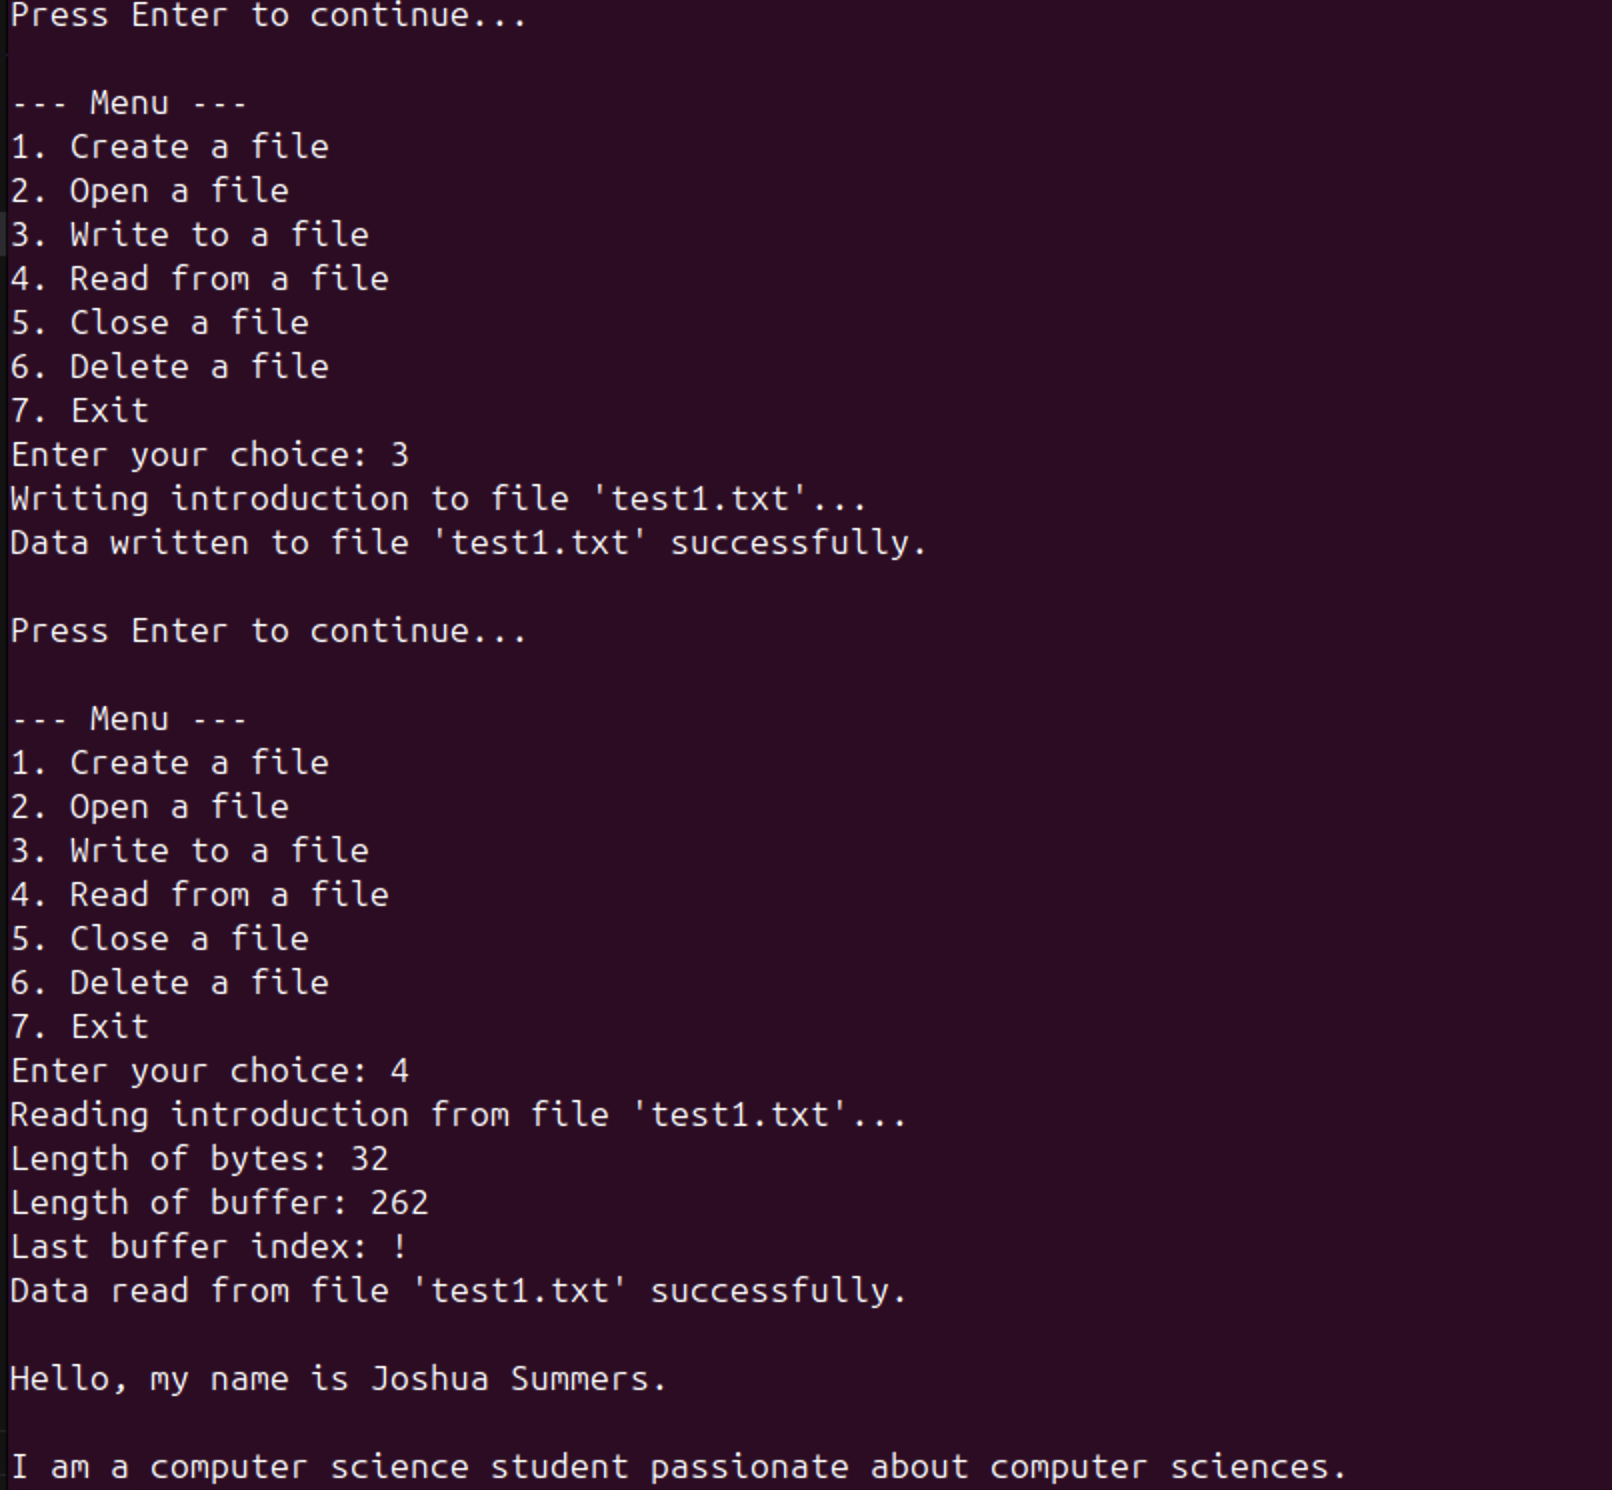 Press Enter to continue...
--- Menu ---
1. Create a file
2. Open a file
3. Write to a file
4. Read from a file
5. Close a file
6. Delete a file
7. Exit
Enter your choice: 3
Writing introduction to file 'test1.txt'...
Data written to file 'test1.txt' successfully.
Press Enter to continue...
--- Menu ---
1. Create a file
2. Open a file
3. Write to a file
4. Read from a file
5. Close a file
6. Delete a file
7. Exit
Enter your choice: 4
Reading introduction from file 'test1.txt'...
Length of bytes: 32
Length of buffer: 262
Last buffer index: !
Data read from file 'test1.txt' successfully.
Hello, my name is Joshua Summers.
I am a computer science student passionate about computer sciences.